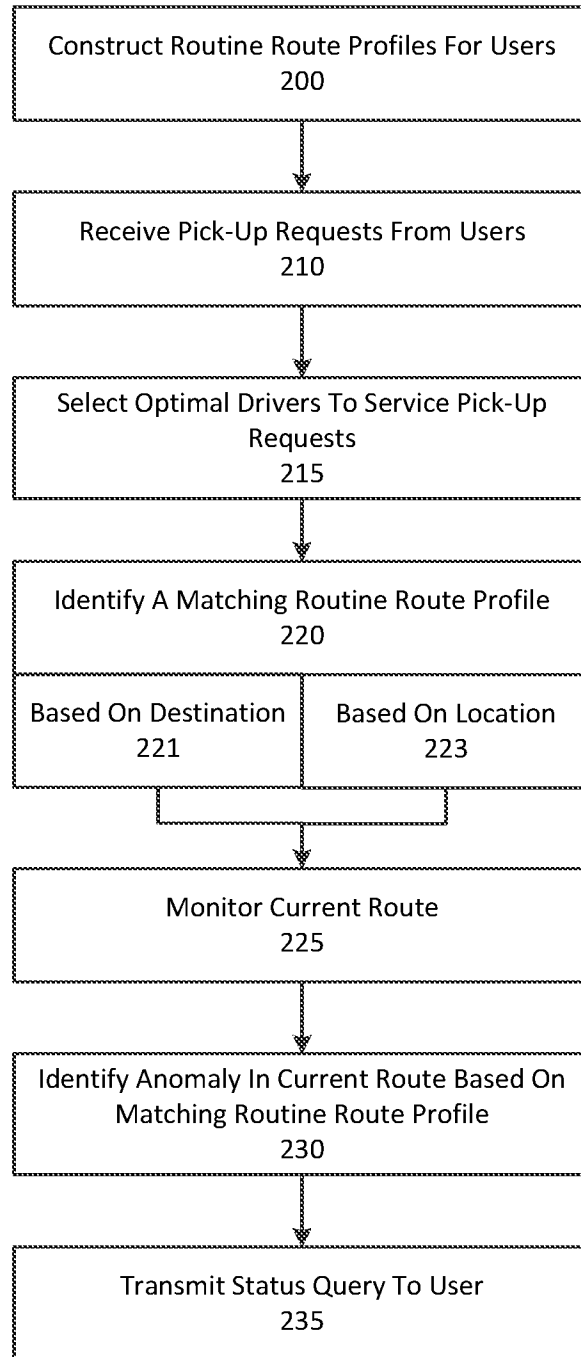 Construct Routine Route Profiles For Users
200
Receive Pick-Up Requests From Users
210
Select Optimal Drivers To Service Pick-Up
Requests
215
Identify A Matching Routine Route Profile
220
Based On Destination
221
Based On Location
223
Monitor Current Route
225
Identify Anomaly In Current Route Based On
Matching Routine Route Profile
230
Transmit Status Query To User
235